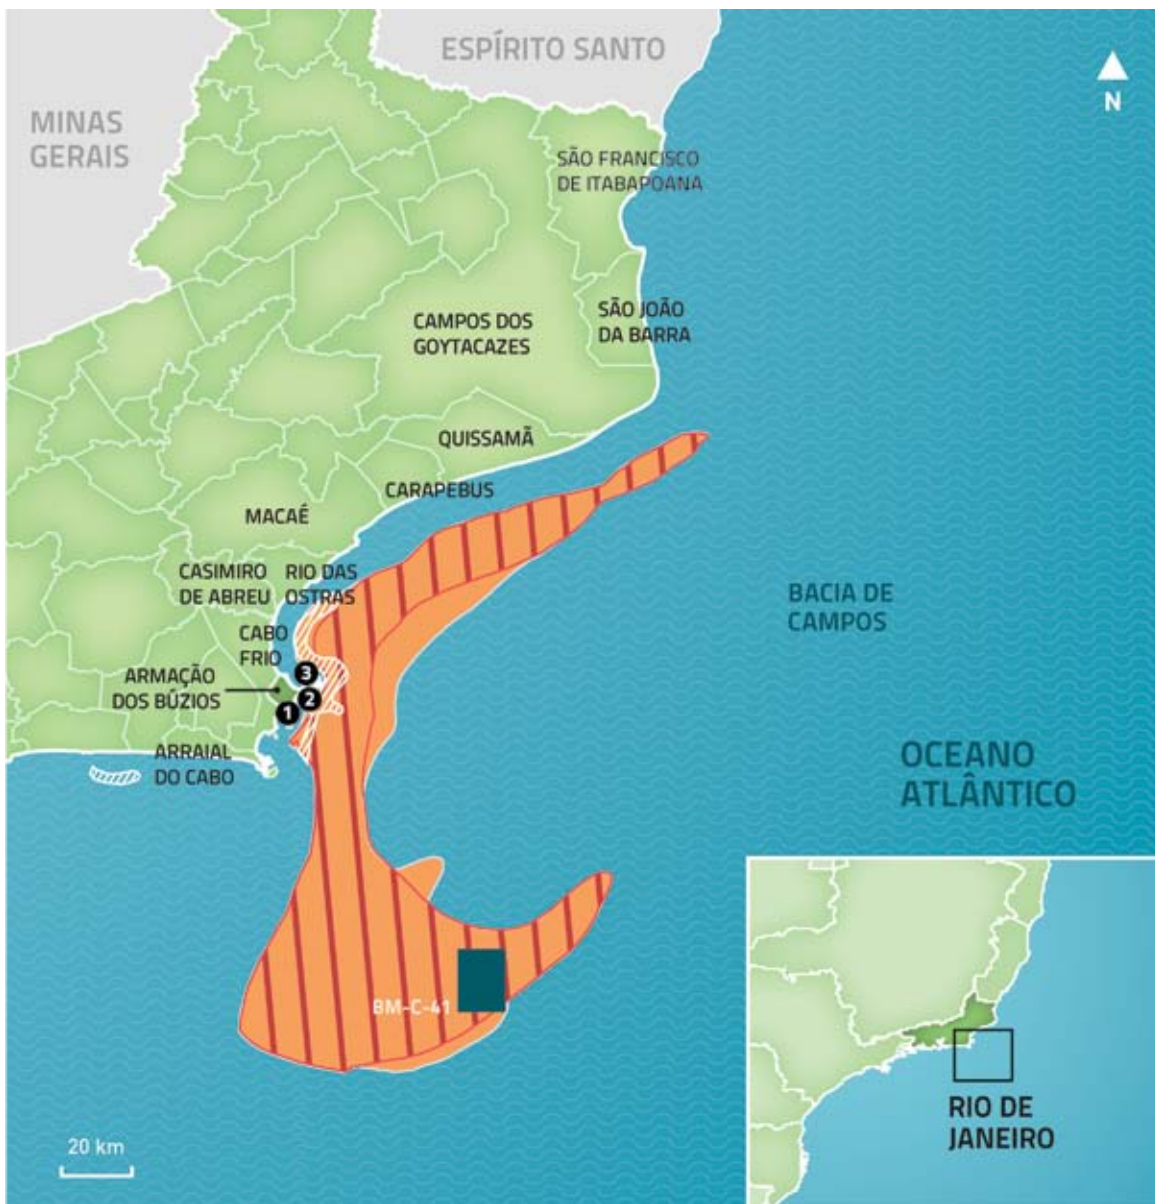 ESPÍRITO SANTO
N
MINAS
GERAIS
SÃO FRANCISCO
DE ITABAPOANA
CAMPOS DOS
GOYTACAZES
SÃO JOÃO
DA BARRA
QUISSAMÃ
CARAPEBUS
MACAÉ
CASIMIRO
DE ABREU
RIO DAS
OSTRAS
BACIA DE
CAMPOS
CABO
FRIO
ARMAÇÃO
DOS BÚZIOS
3
2
1
ARRAIAL
DO CABO
OCEANO
ATLÂNTICO
BM-C-41
RIO DE
JANEIRO
20 km